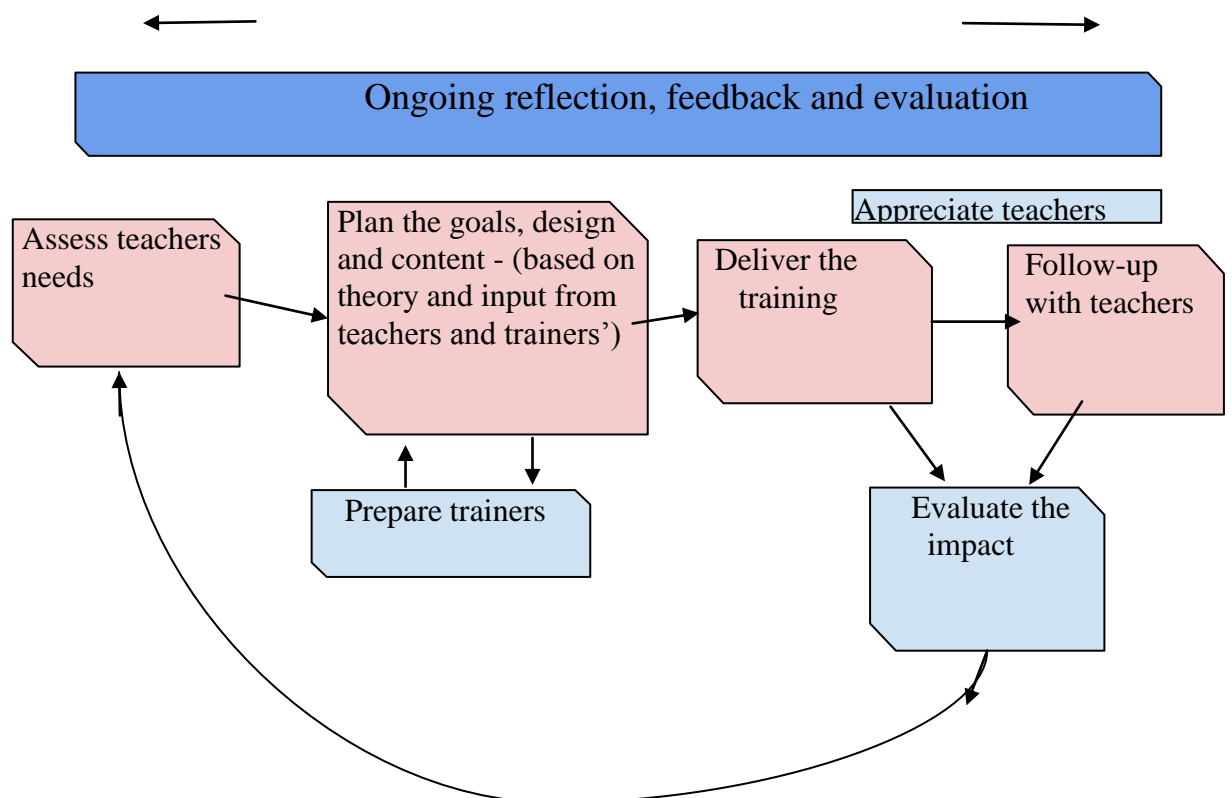 Ongoing reflection, feedback and evaluation
Appreciate teachers
Assess teachers
needs
Plan the goals, design
and content - (based on
theory and input from
teachers and trainers’)
Deliver the
training
Follow-up
with teachers
Prepare trainers
Evaluate the
impact